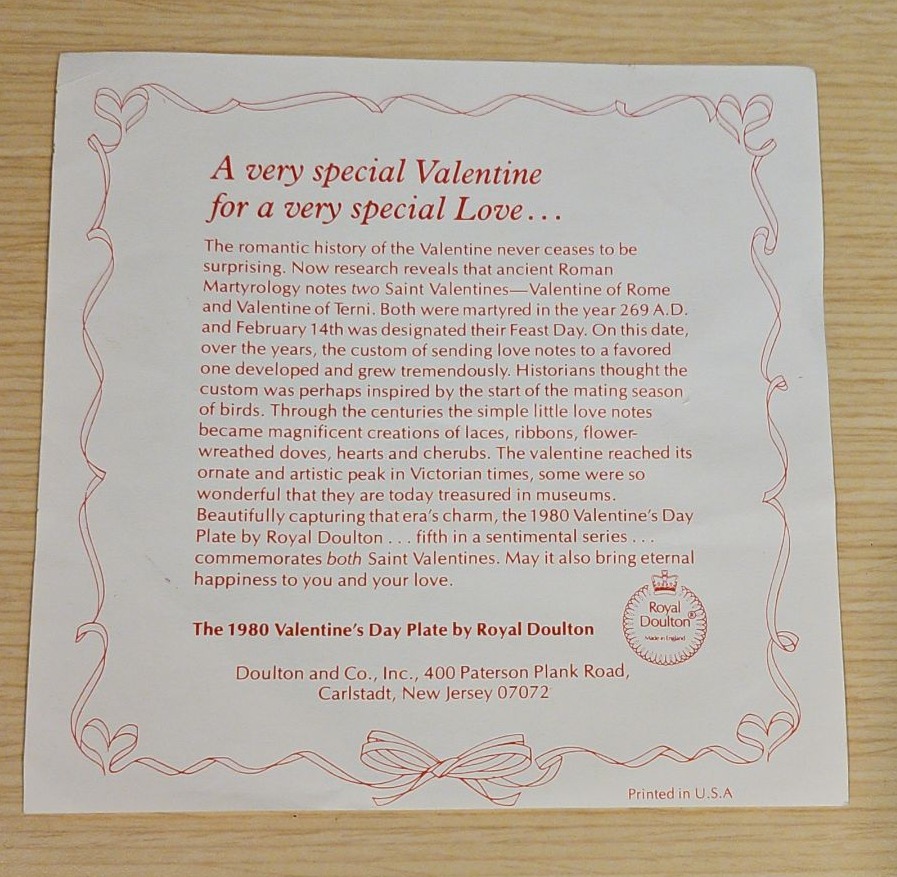 A very special Valentine
for a very special Love...
The romantic history of the Valentine never ceases to be
surprising. Now research reveals that ancient Roman
Martyrology notes two Saint Valentines—Valentine of Rome
and Valentine of Terni. Both were martyred in the year 269 A.D.
and February 14th was designated their Feast Day. On this date,
over the years, the custom of sending love notes to a favored
one developed and grew tremendously. Historians thought the
custom was perhaps inspired by the start of the mating season
of birds. Through the centuries the simple little love notes
became magnificent creations of laces, ribbons, flower-
wreathed doves, hearts and cherubs. The valentine reached its
ornate and artistic peak in Victorian times, some were so
wonderful that they are today treasured in museums.
Beautifully capturing that era's charm, the 1980 Valentine's Day
Plate by Royal Doulton . . . fifth in a sentimental series . . .
commemorates both Saint Valentines. May it also bring eternal
happiness to you and your love.
Royal
Doulton®
Made in England
The 1980 Valentine's Day Plate by Royal Doulton
Doulton and Co., Inc., 400 Paterson Plank Road,
Carlstadt, New Jersey 07072
Printed in U.S.A